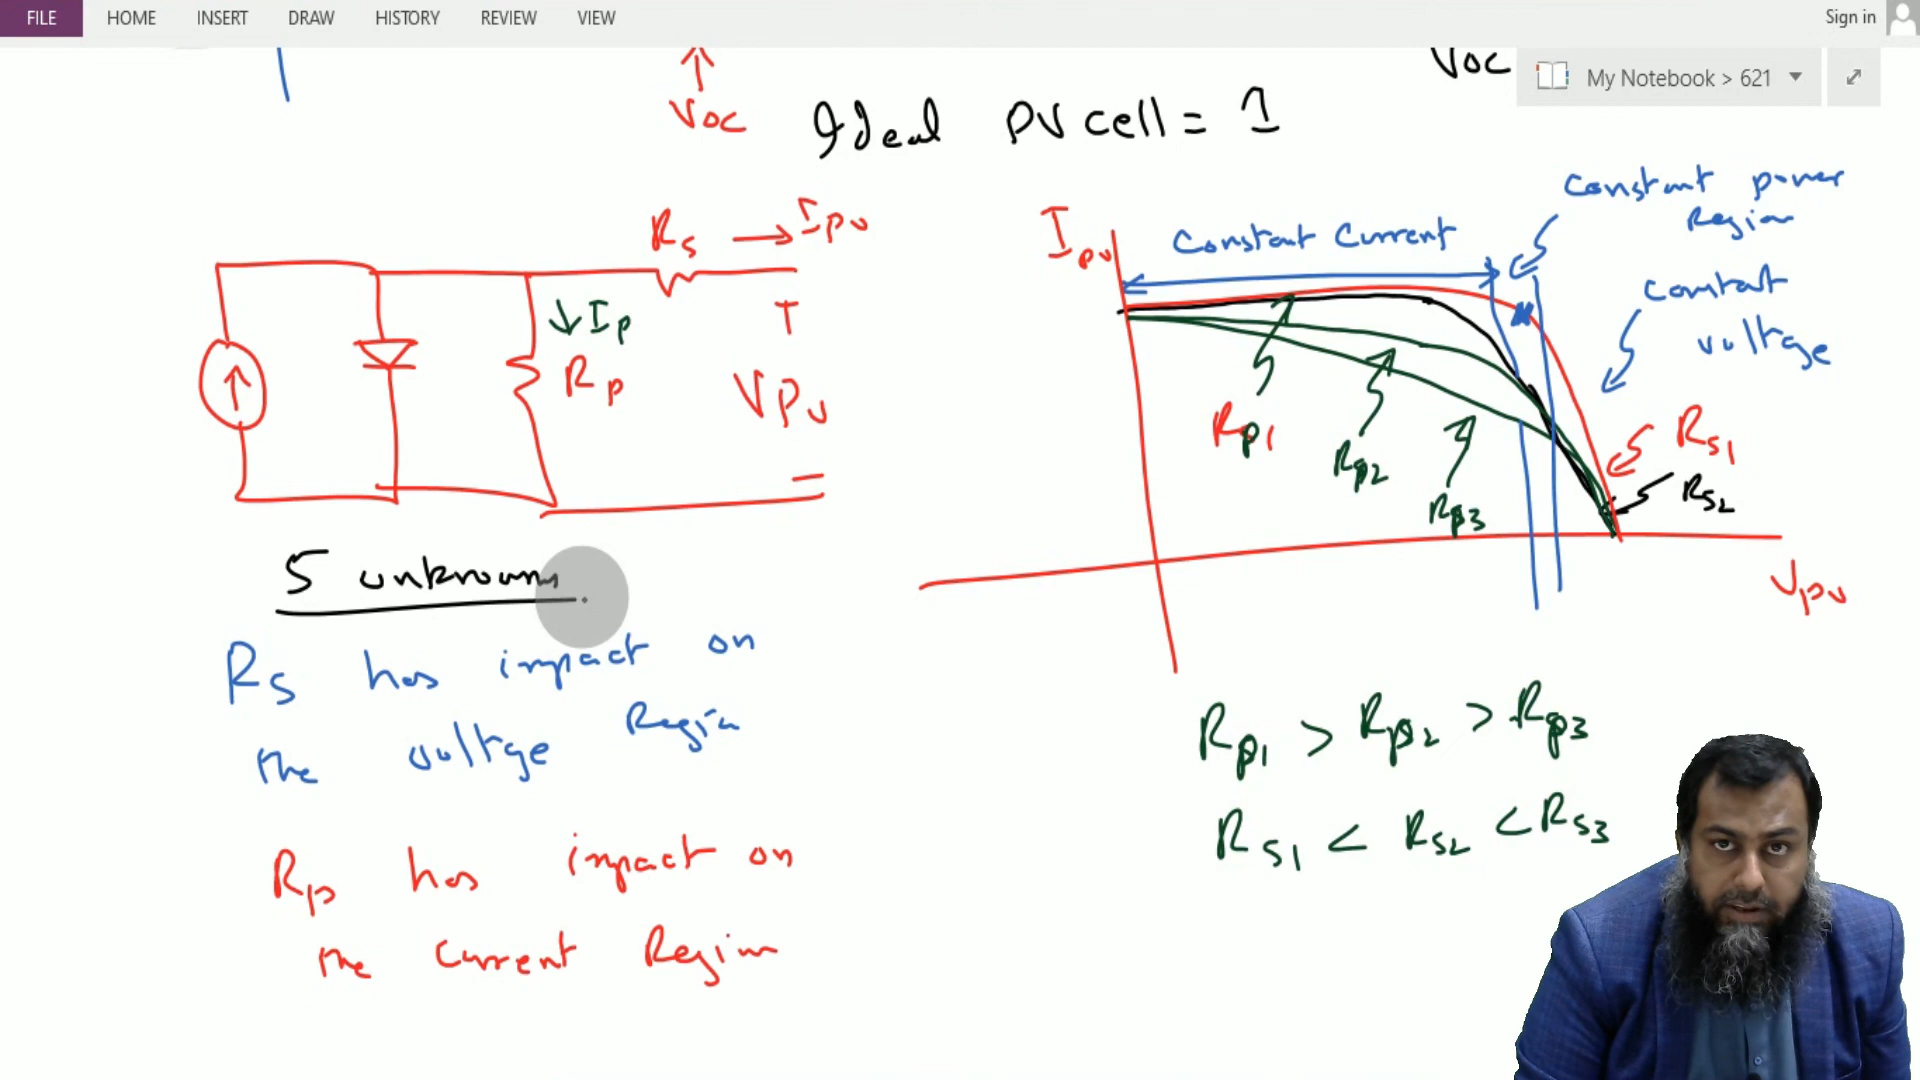 FILE HOME INSERT DRAW HISTORY REVIEW VIEW Sign in
My Notebook > 621
Voc
Voc
Ideal PV cell = 1
Rs → Ipv
↓ Ip
Rp
+
Vpv
-
5 unknowns
Rs has impact on
the voltge Region
Rp has impact on
the Current Region
Ipv
Constant Current
Constant power
Region
Constant
voltage
Rp1
Rp2
Rp3
Rs1
Rs2
Vpv
Rp1 > Rp2 > Rp3
Rs1 < Rs2 < Rs3